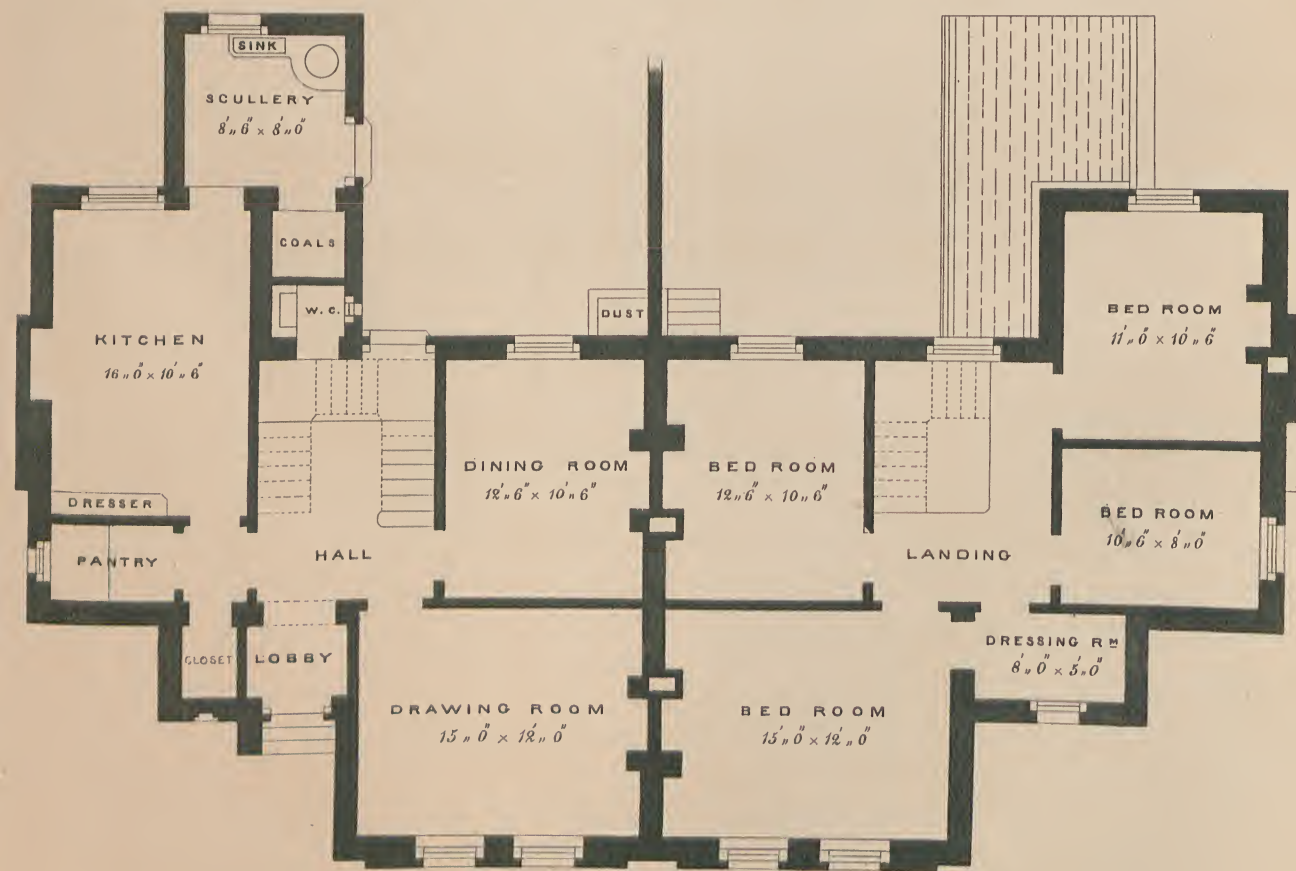 SINK
SCULLERY
8'„6" × 8'„0"
COALS
W.C.
KITCHEN
16„0" × 10'„6"
DRESSER
PANTRY
HALL
CLOSET
LOBBY
DUST
DINING ROOM
12'„6" × 10'„6"
DRAWING ROOM
15'„0" × 12'„0"
BED ROOM
12„6" × 10„6"
BED ROOM
15'„0" × 12'„0"
LANDING
BED ROOM
11'„0" × 10'„6"
BED ROOM
10'„6" × 8'„0"
DRESSING RM
8'„0" × 5'„0"